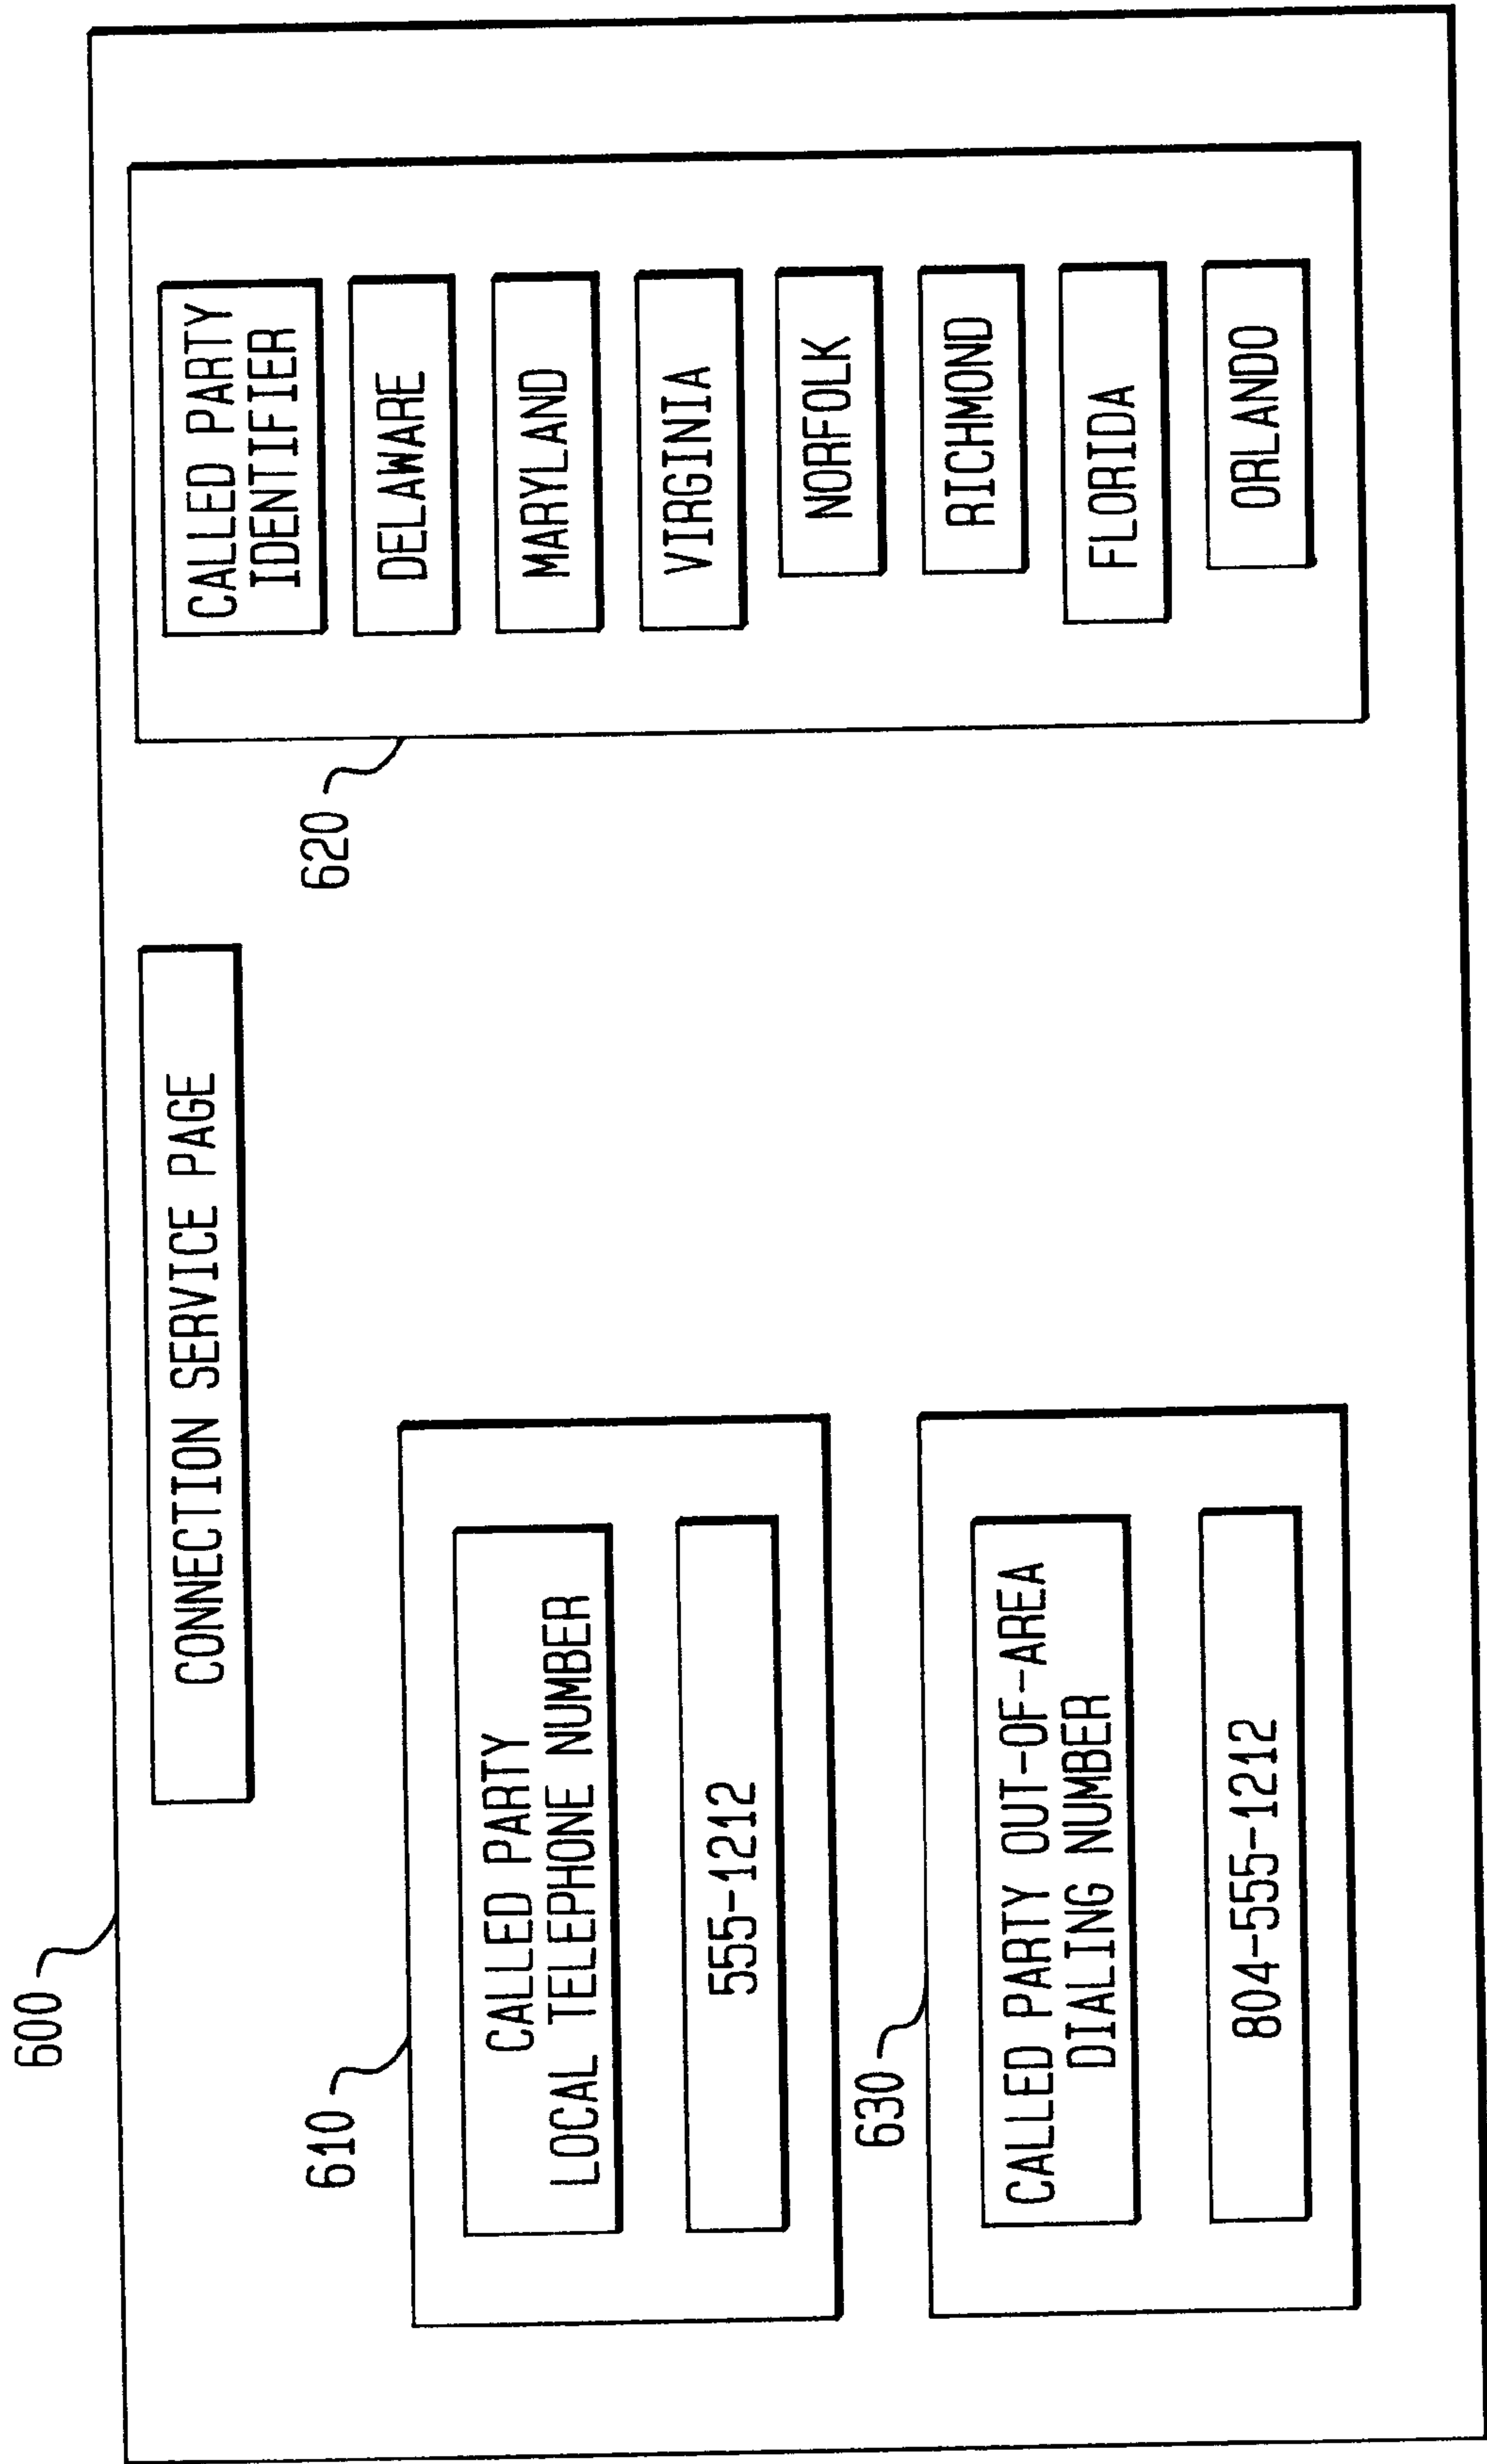 600
CONNECTION SERVICE PAGE
610
CALLED PARTY
LOCAL TELEPHONE NUMBER
555-1212
630
CALLED PARTY OUT-OF-AREA
DIALING NUMBER
804-555-1212
620
CALLED PARTY
IDENTIFIER
DELAWARE
MARYLAND
VIRGINIA
NORFOLK
RICHMOND
FLORIDA
ORLANDO